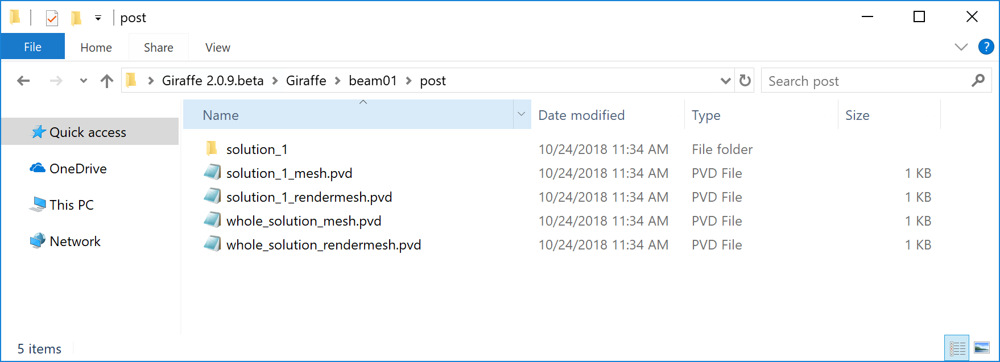 post
File Home Share View ?
Giraffe 2.0.9.beta Giraffe beam01 post Search post
Name Date modified Type Size
Quick access
OneDrive
This PC
Network
solution_1 10/24/2018 11:34 AM File folder
solution_1_mesh.pvd 10/24/2018 11:34 AM PVD File 1 KB
solution_1_rendermesh.pvd 10/24/2018 11:34 AM PVD File 1 KB
whole_solution_mesh.pvd 10/24/2018 11:34 AM PVD File 1 KB
whole_solution_rendermesh.pvd 10/24/2018 11:34 AM PVD File 1 KB
5 items